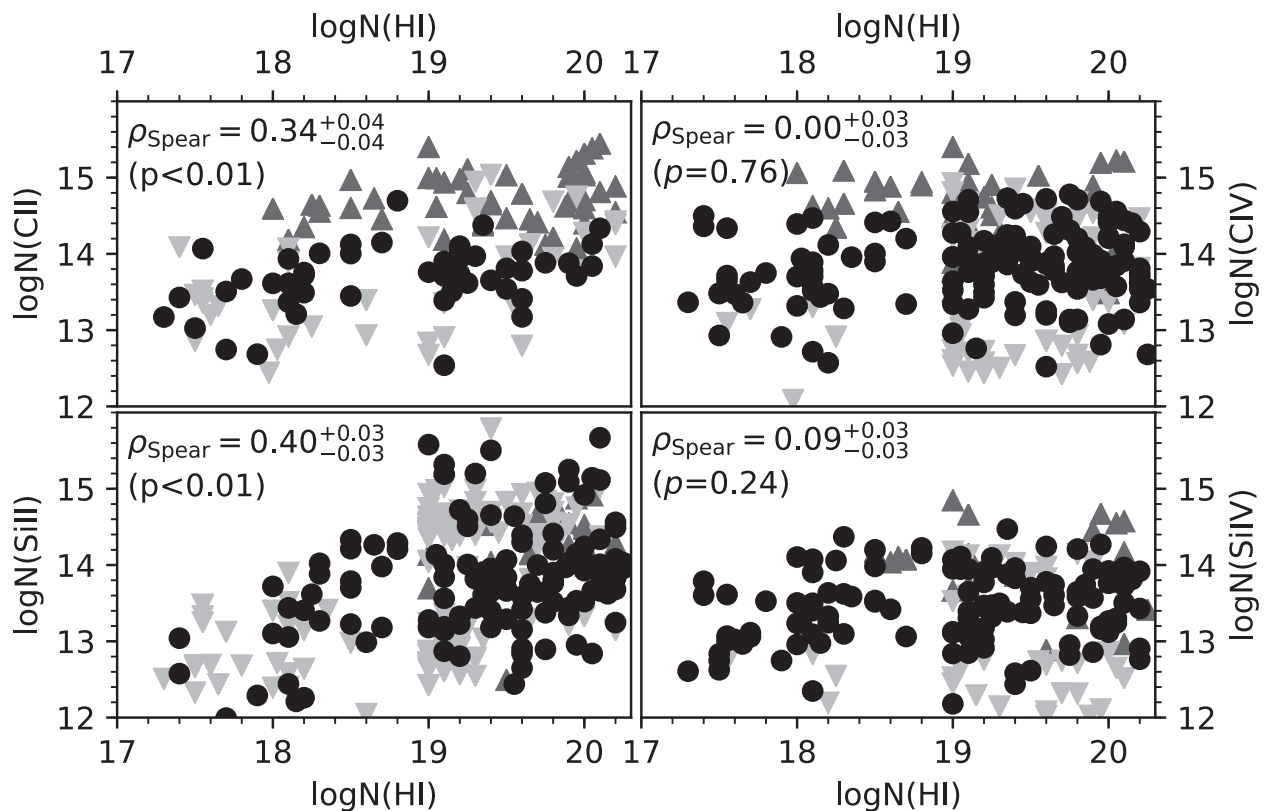 logN(HI) logN(HI)
17 18 19 20 17 18 19 20
ρSpear = 0.34 +0.04 −0.04
(p<0.01)
ρSpear = 0.00 +0.03 −0.03
(p=0.76)
logN(CII)
15
14
13
12
15
14
13
12
logN(CIV)
ρSpear = 0.40 +0.03 −0.03
(p<0.01)
ρSpear = 0.09 +0.03 −0.03
(p=0.24)
logN(SiII)
15
14
13
12
15
14
13
12
logN(SiIV)
17 18 19 20 17 18 19 20
logN(HI) logN(HI)